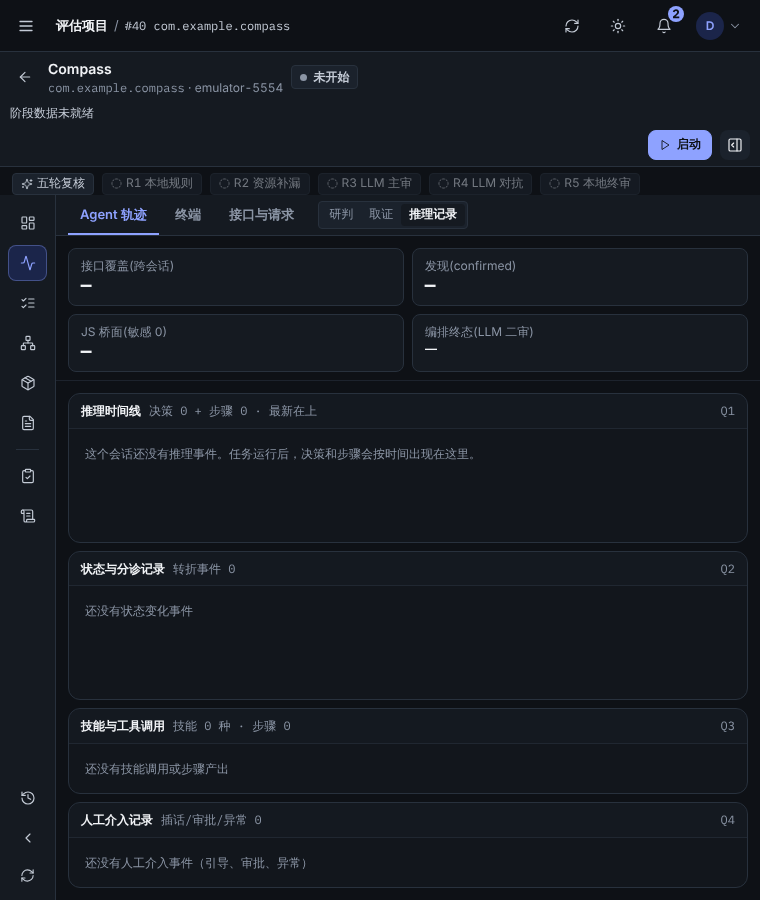 评估项目 / #40 com.example.compass
2
D
Compass
com.example.compass · emulator-5554
未开始
阶段数据未就绪
启动
五轮复核
R1 本地规则
R2 资源补漏
R3 LLM 主审
R4 LLM 对抗
R5 本地终审
Agent 轨迹
终端
接口与请求
研判
取证
推理记录
接口覆盖(跨会话)
—
发现(confirmed)
—
JS 桥面(敏感 0)
—
编排终态(LLM 二审)
—
推理时间线 决策 0 + 步骤 0 · 最新在上 Q1
这个会话还没有推理事件。任务运行后，决策和步骤会按时间出现在这里。
状态与分诊记录 转折事件 0 Q2
还没有状态变化事件
技能与工具调用 技能 0 种 · 步骤 0 Q3
还没有技能调用或步骤产出
人工介入记录 插话/审批/异常 0 Q4
还没有人工介入事件（引导、审批、异常）